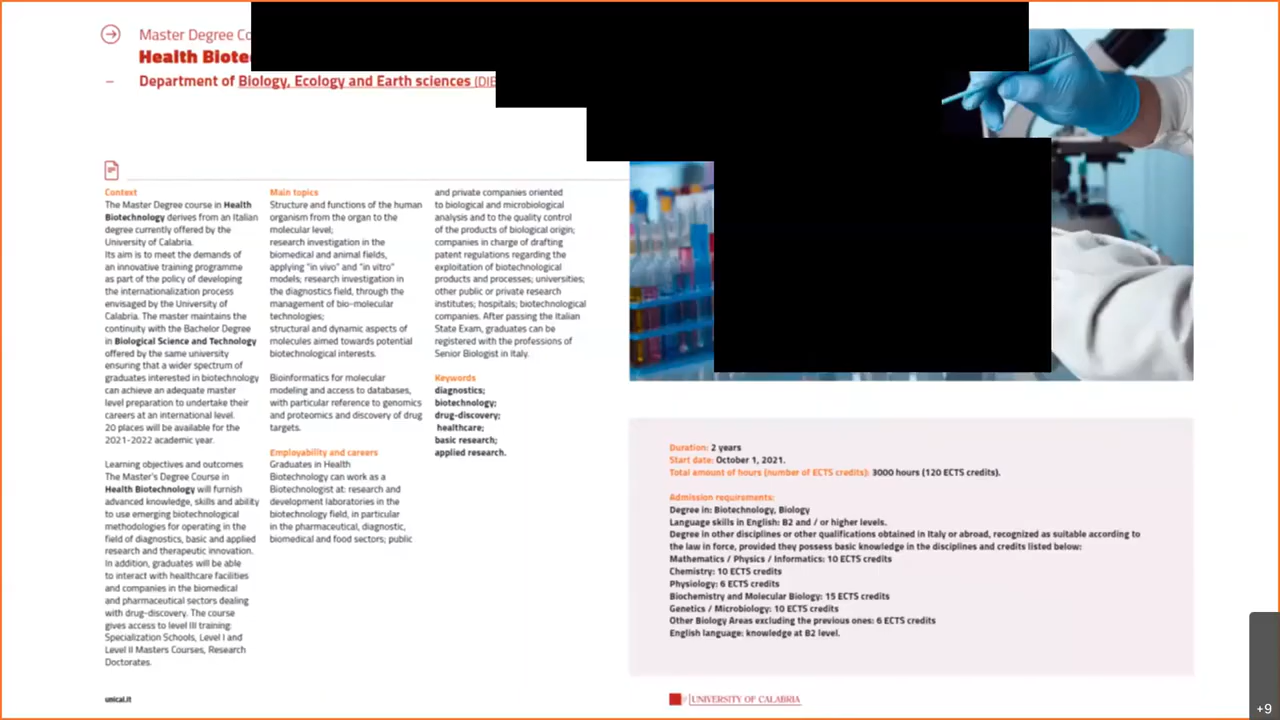 Master Degree
Health
Department of Biology, Ecology and Earth sciences
Context
The Master Degree course in Health
Biotechnology derives from an Italian
degree currently offered by the
University of Calabria.
Its aim is to meet the demands of
an innovative training programme
as part of the policy of developing
the internationalization process
envisaged by the University of
Calabria. The master maintains the
continuity with the Bachelor Degree
in Biological Science and Technology
offered by the same university
ensuring that a wider spectrum of
graduates interested in biotechnology
can achieve an adequate master
level preparation to undertake their
careers at an international level.
20 places will be available for the
2021-2022 academic year.
Learning objectives and outcomes
The Master's Degree Course in
Health Biotechnology will furnish
advanced knowledge, skills and ability
to use emerging biotechnological
methodologies for operating in the
field of diagnostics, basic and applied
research and therapeutic innovation.
In addition, graduates will be able
to interact with healthcare facilities
and companies in the biomedical
and pharmaceutical sectors dealing
with drug-discovery. The course
gives access to level III training:
Specialization Schools, Level I and
Level II Masters Courses, Research
Doctorates.
Main topics
Structure and functions of the human
organism from the organ to the
molecular level;
research investigation in the
biomedical and animal fields,
applying "in vivo" and "in vitro"
models; research investigation in
the diagnostics field, through the
management of bio-molecular
technologies;
structural and dynamic aspects of
molecules aimed towards potential
biotechnological interests.
Bioinformatics for molecular
modeling and access to databases,
with particular reference to genomics
and proteomics and discovery of drug
targets.
Employability and careers
Graduates in Health
Biotechnology can work as a
Biotechnologist at: research and
development laboratories in the
biotechnology field, in particular
in the pharmaceutical, diagnostic,
biomedical and food sectors; public
and private companies oriented
to biological and microbiological
analysis and to the quality control
of the products of biological origin;
companies in charge of drafting
patent regulations regarding the
exploitation of biotechnological
products and processes; universities;
other public or private research
institutes; hospitals; biotechnological
companies. After passing the Italian
State Exam, graduates can be
registered with the professions of
Senior Biologist in Italy.
Keywords
diagnostics;
biotechnology;
drug-discovery;
healthcare;
basic research;
applied research.
Duration: 2 years
Start date: October 1, 2021.
Total amount of hours (number of ECTS credits): 3000 hours (120 ECTS credits).
Admission requirements:
Degree in: Biotechnology, Biology
Language skills in English: B2 and / or higher levels.
Degree in other disciplines or other qualifications obtained in Italy or abroad, recognized as suitable according to
the law in force, provided they possess basic knowledge in the disciplines and credits listed below:
Mathematics / Physics / Informatics: 10 ECTS credits
Chemistry: 10 ECTS credits
Physiology: 6 ECTS credits
Biochemistry and Molecular Biology: 15 ECTS credits
Genetics / Microbiology: 10 ECTS credits
Other Biology Areas excluding the previous ones: 6 ECTS credits
English language: knowledge at B2 level.
unical.it
UNIVERSITY OF CALABRIA
+9